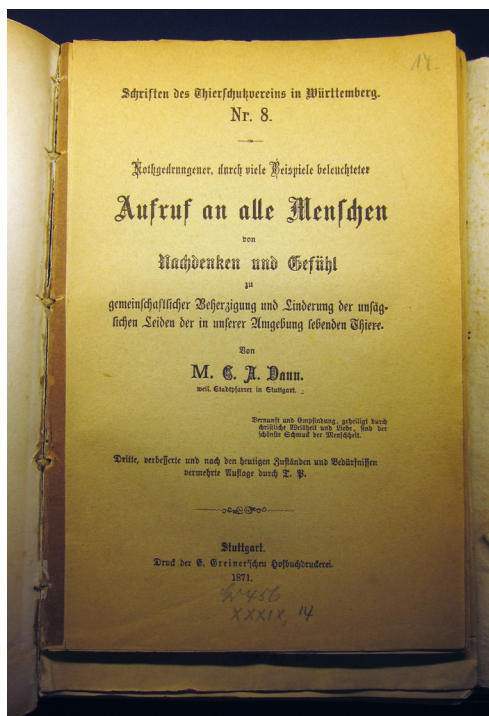 14.
Schriften des Thierschutzvereins in Württemberg.
Nr. 8.
Nothgedrungener, durch viele Beispiele beleuchteter
Aufruf an alle Menschen
von
Nachdenken und Gefühl
zu
gemeinschaftlicher Beherzigung und Linderung der unsäg-
lichen Leiden der in unserer Umgebung lebenden Thiere.
Von
M. C. A. Dann.
weil. Stadtpfarrer in Stuttgart.
Vernunft und Empfindung, geheiligt durch
christliche Weisheit und Liebe, sind der
schönste Schmuck der Menschheit.
Dritte, verbesserte und nach den heutigen Zuständen und Bedürfnissen
vermehrte Auflage durch T. P.
Stuttgart.
Druck der C. Greiner'schen Hofbuchdruckerei.
1871.
456
XXXIX, 14